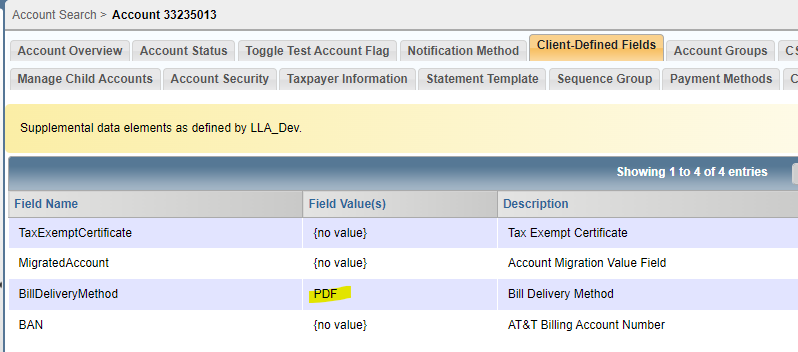 Account Search > Account 33235013
Account Overview Account Status Toggle Test Account Flag Notification Method Client-Defined Fields Account Groups CS
Manage Child Accounts Account Security Taxpayer Information Statement Template Sequence Group Payment Methods C
Supplemental data elements as defined by LLA_Dev.
Showing 1 to 4 of 4 entries
Field Name Field Value(s) Description
TaxExemptCertificate {no value} Tax Exempt Certificate
MigratedAccount {no value} Account Migration Value Field
BillDeliveryMethod PDF Bill Delivery Method
BAN {no value} AT&T Billing Account Number